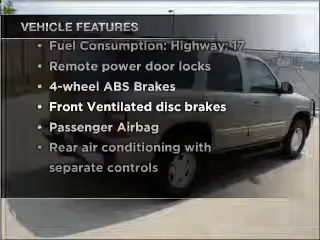 VEHICLE FEATURES
• Fuel Consumption: Highway: 17
• Remote power door locks
• 4-wheel ABS Brakes
• Front Ventilated disc brakes
• Passenger Airbag
• Rear air conditioning with
separate controls